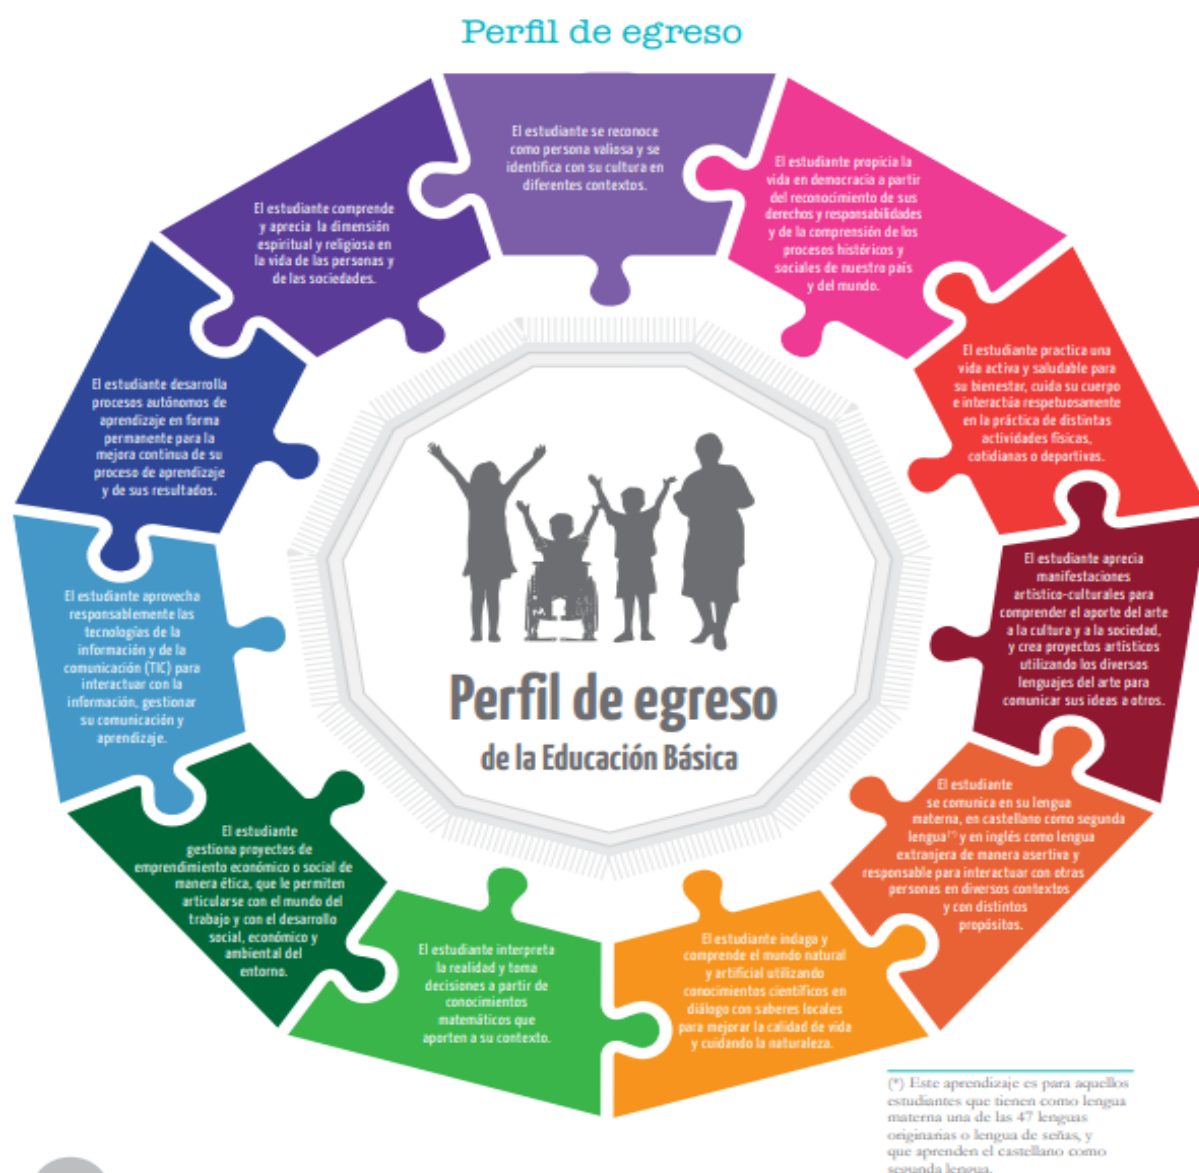 Perfil de egreso
El estudiante se reconoce
como persona valiosa y se
identifica con su cultura en
diferentes contextos.
El estudiante propicia la
vida en democracia a partir
del reconocimiento de sus
derechos y responsabilidades
y de la comprensión de los
procesos históricos y
sociales de nuestro país
y del mundo.
El estudiante practica una
vida activa y saludable para
su bienestar, cuida su cuerpo
e interactúa respetuosamente
en la práctica de distintas
actividades físicas,
cotidianas o deportivas.
El estudiante aprecia
manifestaciones
artístico-culturales para
comprender el aporte del arte
a la cultura y a la sociedad,
y crea proyectos artísticos
utilizando los diversos
lenguajes del arte para
comunicar sus ideas a otros.
El estudiante
se comunica en su lengua
materna, en castellano como segunda
lengua(*) y en inglés como lengua
extranjera de manera asertiva y
responsable para interactuar con otras
personas en diversos contextos
y con distintos
propósitos.
El estudiante indaga y
comprende el mundo natural
y artificial utilizando
conocimientos científicos en
diálogo con saberes locales
para mejorar la calidad de vida
y cuidando la naturaleza.
El estudiante interpreta
la realidad y toma
decisiones a partir de
conocimientos
matemáticos que
aporten a su contexto.
El estudiante
gestiona proyectos de
emprendimiento económico o social de
manera ética, que le permiten
articularse con el mundo del
trabajo y con el desarrollo
social, económico y
ambiental del
entorno.
El estudiante aprovecha
responsablemente las
tecnologías de la
información y de la
comunicación (TIC) para
interactuar con la
información, gestionar
su comunicación y
aprendizaje.
El estudiante desarrolla
procesos autónomos de
aprendizaje en forma
permanente para la
mejora continua de su
proceso de aprendizaje
y de sus resultados.
El estudiante comprende
y aprecia la dimensión
espiritual y religiosa en
la vida de las personas y
de las sociedades.
Perfil de egreso
de la Educación Básica
(*) Este aprendizaje es para aquellos
estudiantes que tienen como lengua
materna una de las 47 lenguas
originarias o lengua de señas, y
que aprenden el castellano como
segunda lengua.